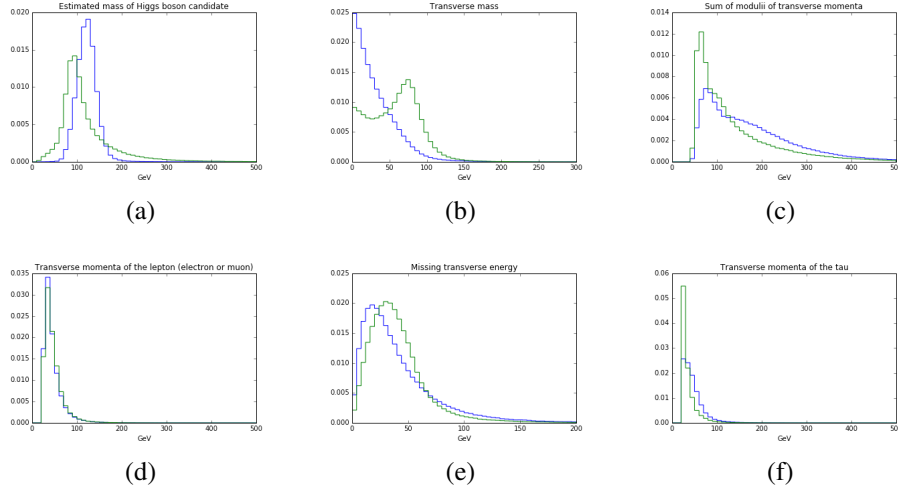 Estimated mass of Higgs boson candidate
0.020
0.015
0.010
0.005
0.000
0 100 200 300 400 500
GeV
(a)
Transverse mass
0.025
0.020
0.015
0.010
0.005
0.000
0 50 100 150 200 250 300
GeV
(b)
Sum of modulii of transverse momenta
0.014
0.012
0.010
0.008
0.006
0.004
0.002
0.000
0 100 200 300 400 500
GeV
(c)
Transverse momenta of the lepton (electron or muon)
0.035
0.030
0.025
0.020
0.015
0.010
0.005
0.000
0 100 200 300 400 500
GeV
(d)
Missing transverse energy
0.025
0.020
0.015
0.010
0.005
0.000
0 50 100 150 200
GeV
(e)
Transverse momenta of the tau
0.06
0.05
0.04
0.03
0.02
0.01
0.00
0 100 200 300 400 500
GeV
(f)